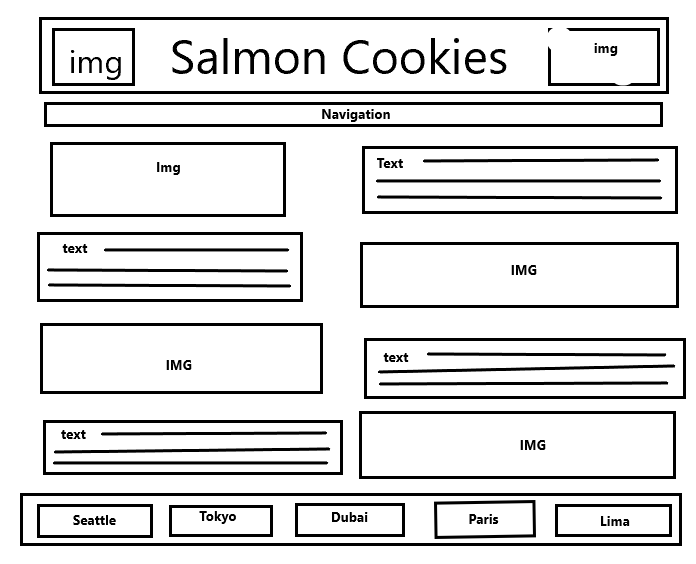 img
Salmon Cookies
img
Navigation
Img
Text
text
IMG
IMG
text
text
IMG
Seattle
Tokyo
Dubai
Paris
Lima